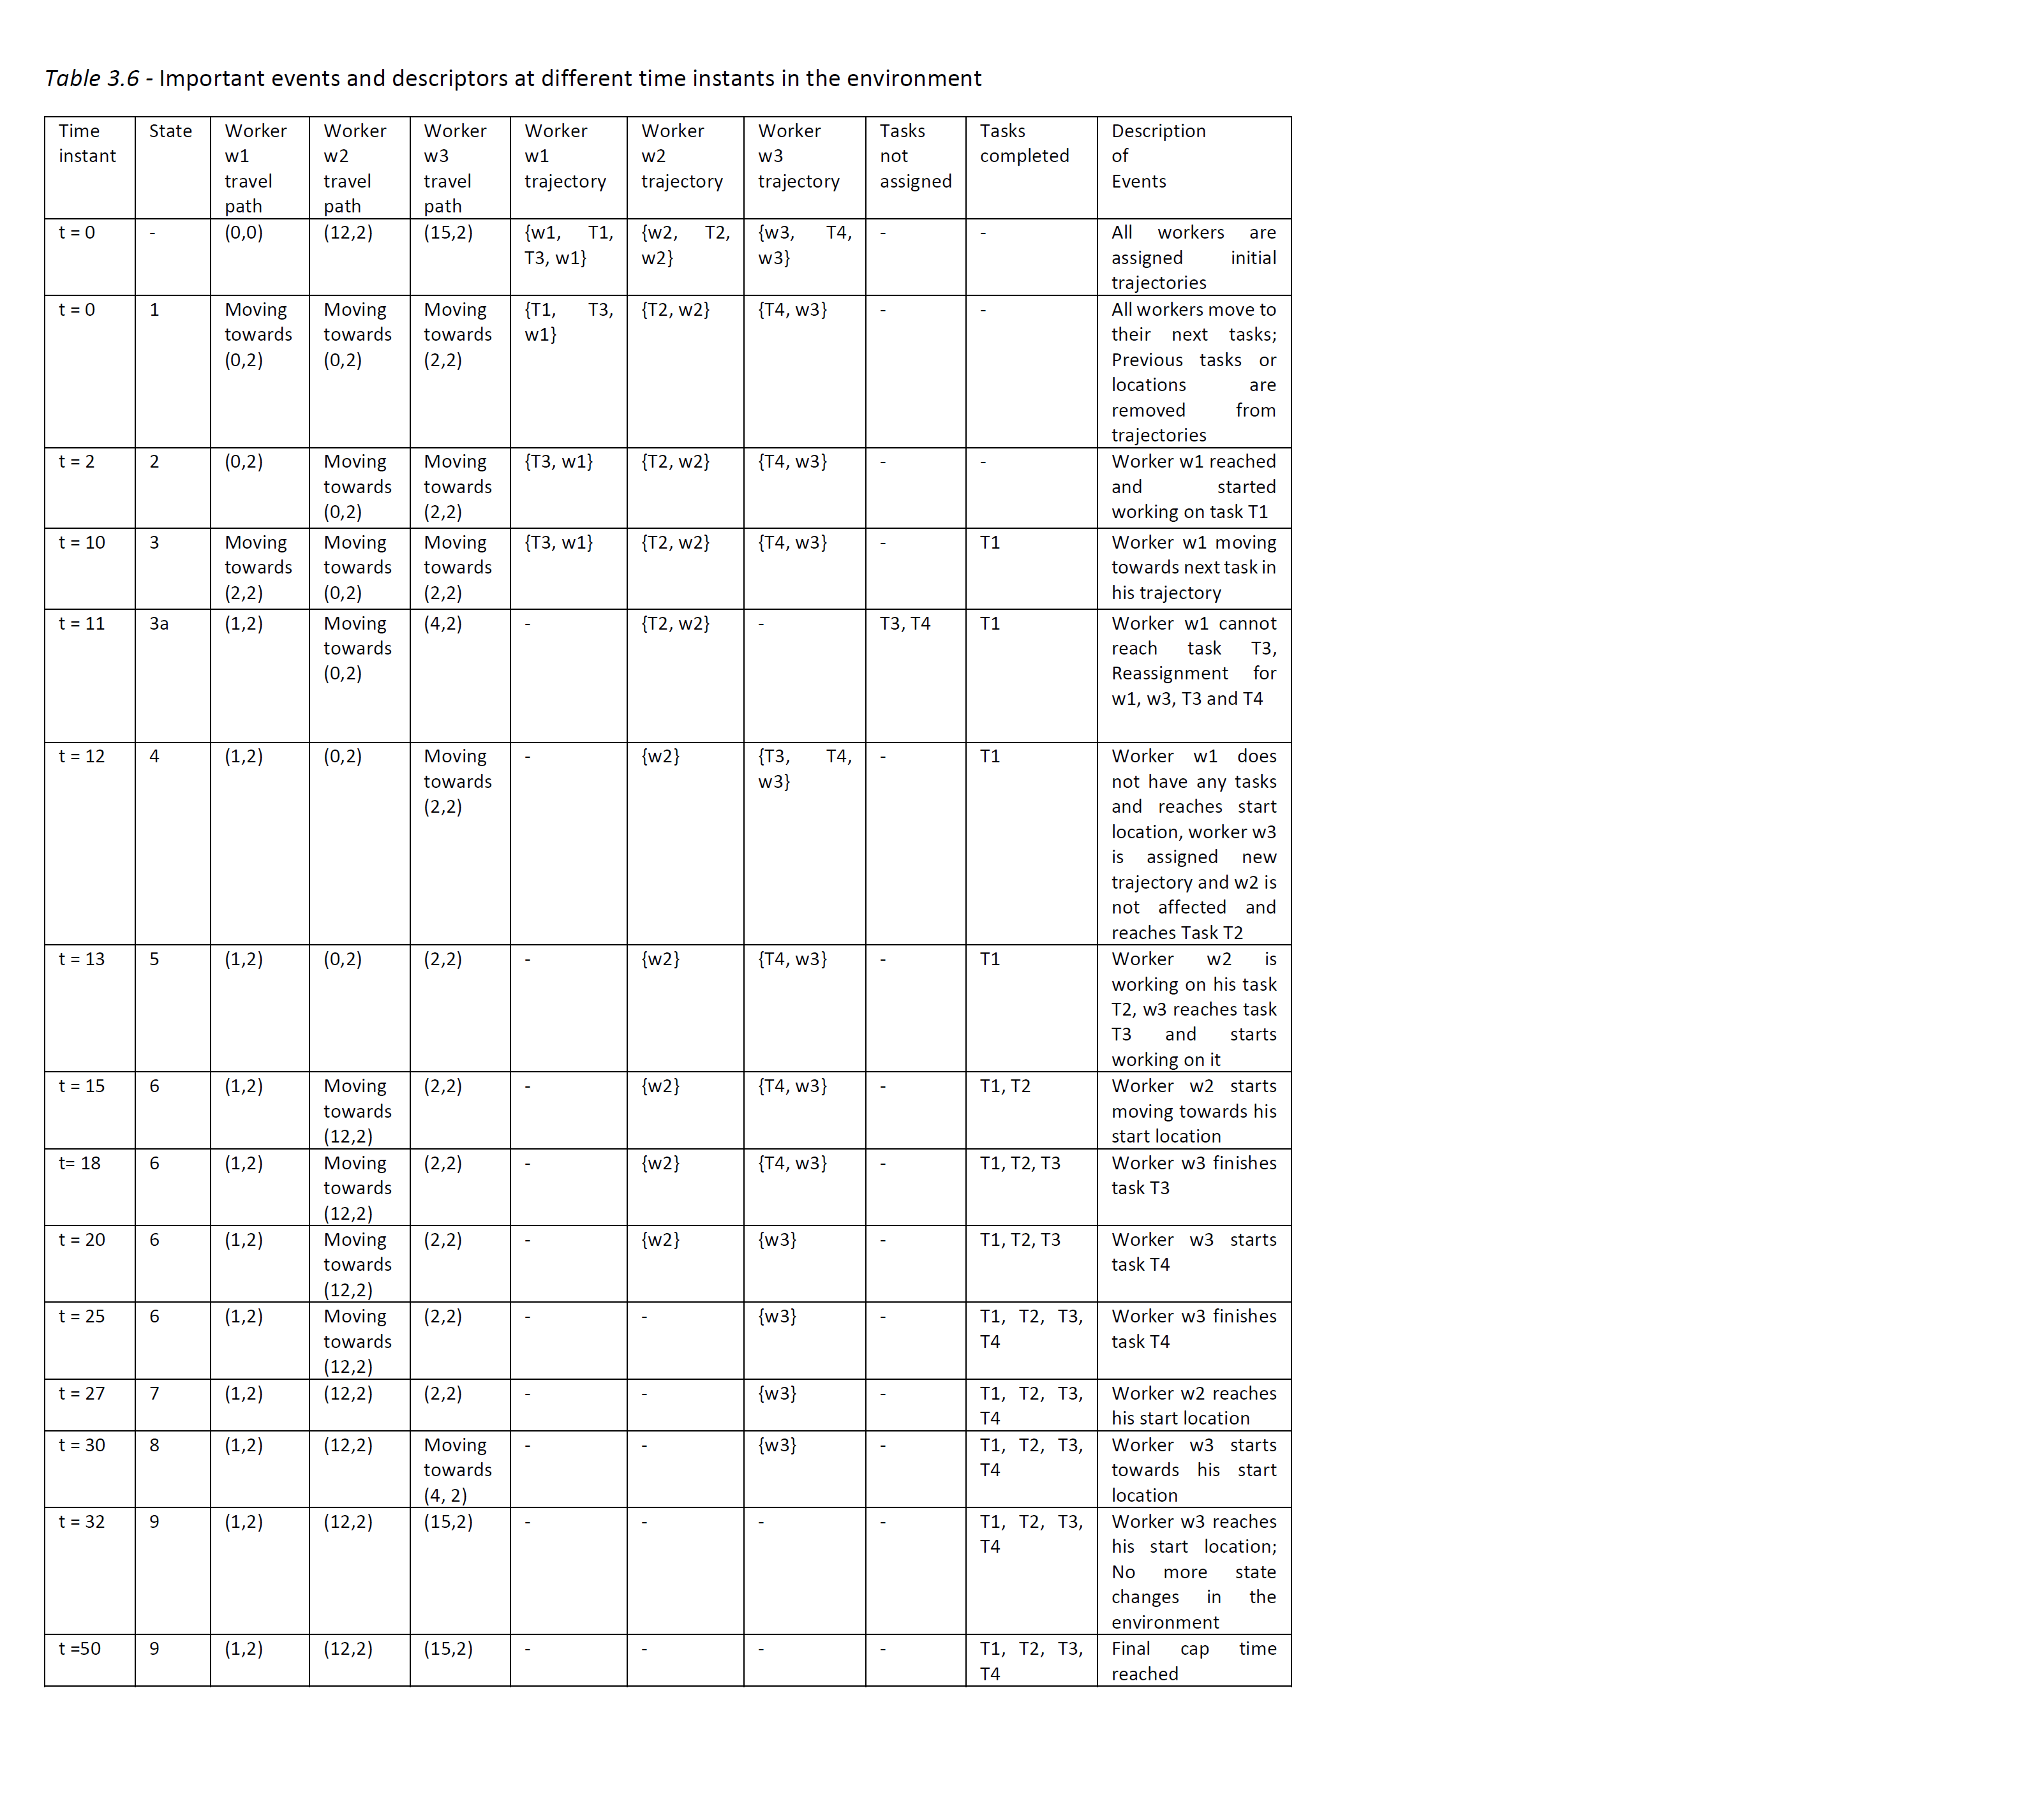 Table 3.6 - Important events and descriptors at different time instants in the environment
Time instant | State | Worker w1 travel path | Worker w2 travel path | Worker w3 travel path | Worker w1 trajectory | Worker w2 trajectory | Worker w3 trajectory | Tasks not assigned | Tasks completed | Description of Events
t = 0 | - | (0,0) | (12,2) | (15,2) | {w1, T1, T3, w1} | {w2, T2, w2} | {w3, T4, w3} | - | - | All workers are assigned initial trajectories
t = 0 | 1 | Moving towards (0,2) | Moving towards (0,2) | Moving towards (2,2) | {T1, T3, w1} | {T2, w2} | {T4, w3} | - | - | All workers move to their next tasks; Previous tasks or locations are removed from trajectories
t = 2 | 2 | (0,2) | Moving towards (0,2) | Moving towards (2,2) | {T3, w1} | {T2, w2} | {T4, w3} | - | - | Worker w1 reached and started working on task T1
t = 10 | 3 | Moving towards (2,2) | Moving towards (0,2) | Moving towards (2,2) | {T3, w1} | {T2, w2} | {T4, w3} | - | T1 | Worker w1 moving towards next task in his trajectory
t = 11 | 3a | (1,2) | Moving towards (0,2) | (4,2) | - | {T2, w2} | - | T3, T4 | T1 | Worker w1 cannot reach task T3, Reassignment for w1, w3, T3 and T4
t = 12 | 4 | (1,2) | (0,2) | Moving towards (2,2) | - | {w2} | {T3, T4, w3} | - | T1 | Worker w1 does not have any tasks and reaches start location, worker w3 is assigned new trajectory and w2 is not affected and reaches Task T2
t = 13 | 5 | (1,2) | (0,2) | (2,2) | - | {w2} | {T4, w3} | - | T1 | Worker w2 is working on his task T2, w3 reaches task T3 and starts working on it
t = 15 | 6 | (1,2) | Moving towards (12,2) | (2,2) | - | {w2} | {T4, w3} | - | T1, T2 | Worker w2 starts moving towards his start location
t= 18 | 6 | (1,2) | Moving towards (12,2) | (2,2) | - | {w2} | {T4, w3} | - | T1, T2, T3 | Worker w3 finishes task T3
t = 20 | 6 | (1,2) | Moving towards (12,2) | (2,2) | - | {w2} | {w3} | - | T1, T2, T3 | Worker w3 starts task T4
t = 25 | 6 | (1,2) | Moving towards (12,2) | (2,2) | - | - | {w3} | - | T1, T2, T3, T4 | Worker w3 finishes task T4
t = 27 | 7 | (1,2) | (12,2) | (2,2) | - | - | {w3} | - | T1, T2, T3, T4 | Worker w2 reaches his start location
t = 30 | 8 | (1,2) | (12,2) | Moving towards (4, 2) | - | - | {w3} | - | T1, T2, T3, T4 | Worker w3 starts towards his start location
t = 32 | 9 | (1,2) | (12,2) | (15,2) | - | - | - | - | T1, T2, T3, T4 | Worker w3 reaches his start location; No more state changes in the environment
t =50 | 9 | (1,2) | (12,2) | (15,2) | - | - | - | - | T1, T2, T3, T4 | Final cap time reached